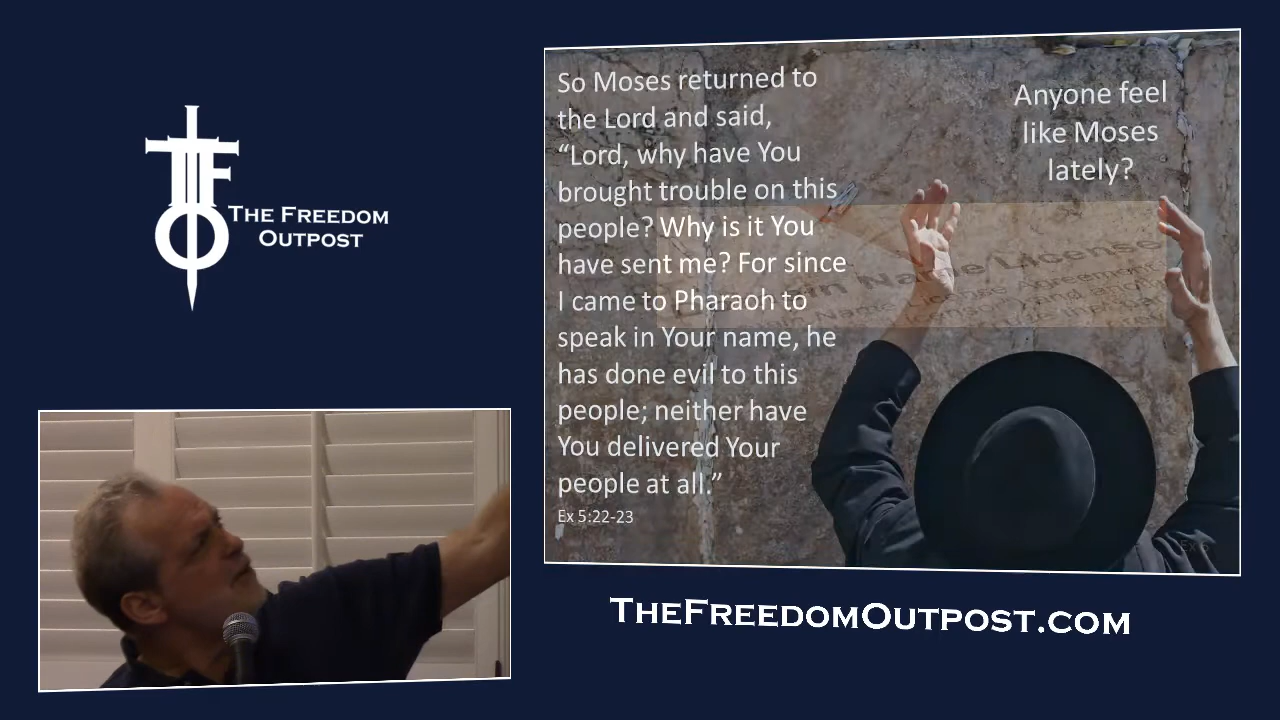 THE FREEDOM
OUTPOST
So Moses returned to
the Lord and said,
“Lord, why have You
brought trouble on this
people? Why is it You
have sent me? For since
I came to Pharaoh to
speak in Your name, he
has done evil to this
people; neither have
You delivered Your
people at all.”
Ex 5:22-23
Anyone feel
like Moses
lately?
Name/License
THEFREEDOMOUTPOST.COM